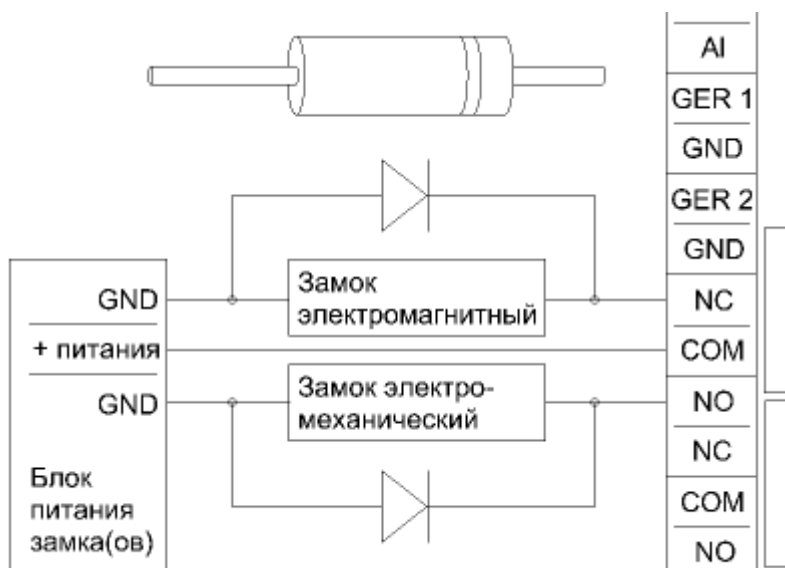 AI
GER 1
GND
GER 2
GND
NC
COM
NO
NC
COM
NO
GND
+ питания
GND
Блок
питания
замка(ов)
Замок
электромагнитный
Замок электро-
механический